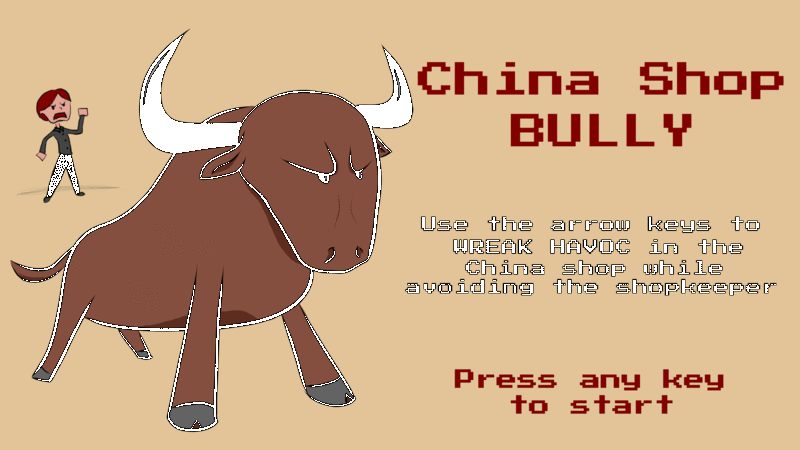 China Shop
BULLY
Use the arrow keys to
WREAK HAVOC in the
China shop while
avoiding the shopkeeper
Press any key
to start